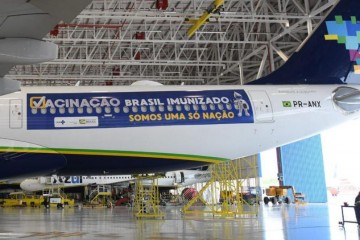 VACINAÇÃO BRASIL IMUNIZADO
SOMOS UMA SÓ NAÇÃO
PR-ANX